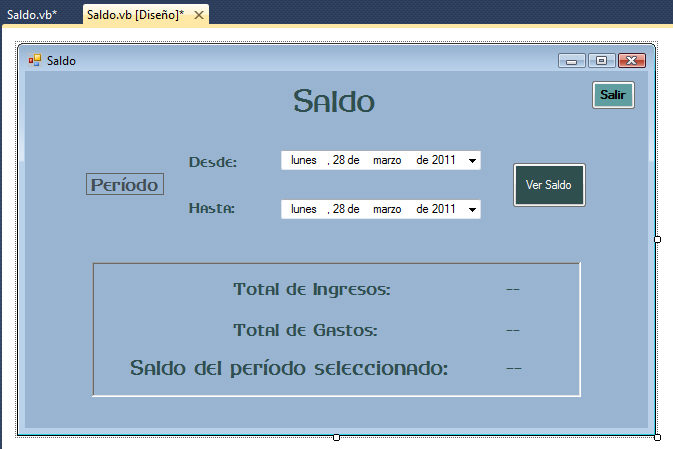 Saldo.vb* Saldo.vb [Diseño]*
Saldo
Saldo
Salir
Desde: lunes , 28 de marzo de 2011
Período
Ver Saldo
Hasta: lunes , 28 de marzo de 2011
Total de Ingresos: --
Total de Gastos: --
Saldo del período seleccionado: --